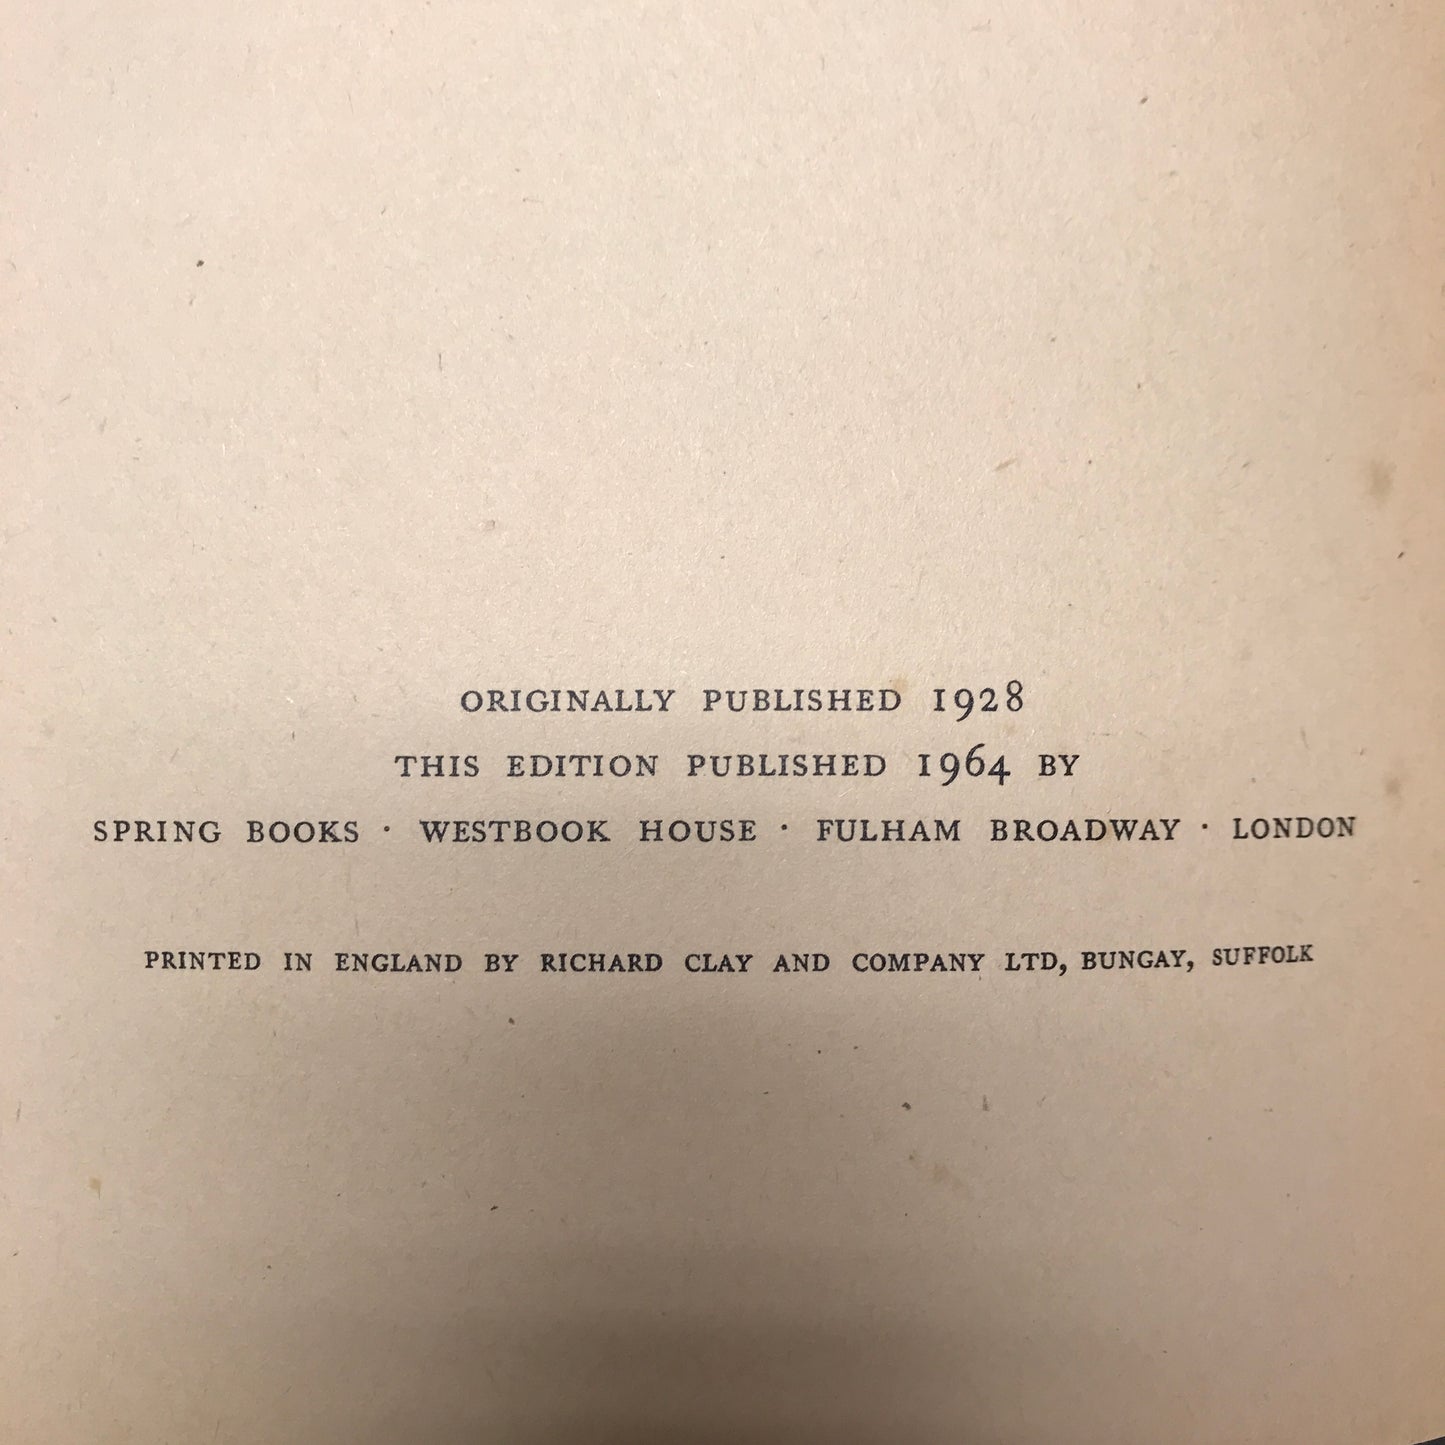 ORIGINALLY PUBLISHED 1928
THIS EDITION PUBLISHED 1964 BY
SPRING BOOKS · WESTBOOK HOUSE · FULHAM BROADWAY · LONDON
PRINTED IN ENGLAND BY RICHARD CLAY AND COMPANY LTD, BUNGAY, SUFFOLK